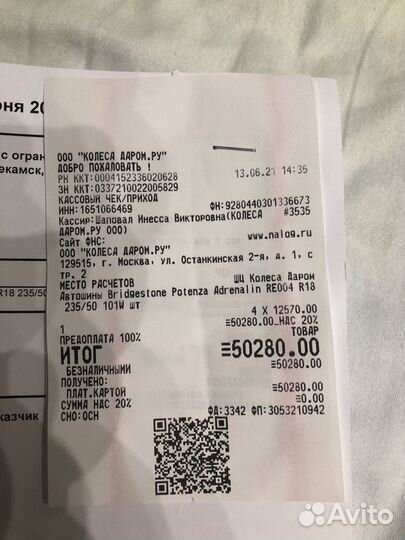 ня 20
с огран
екамск,
R18 235/50
казчик
ООО "КОЛЕСА ДАРОМ.РУ"
ДОБРО ПОЖАЛОВАТЬ !
РН ККТ:0004152336020628 13.06.21 14:35
ЗН ККТ:0337210022005829
КАССОВЫЙ ЧЕК/ПРИХОД ФН:9280440301336673
ИНН:1651066469 #3535
Кассир:Шаповал Инесса Викторовна(КОЛЕСА
ДАРОМ.РУ ООО)
Сайт ФНС: www.nalog.ru
ООО "КОЛЕСА ДАРОМ.РУ"
129515, г. Москва, ул. Останкинская 2-я, д. 1, с
тр. 2
МЕСТО РАСЧЕТОВ ШЦ Колеса Даром
Автошины Bridgestone Potenza Adrenalin RE004 R18
235/50 101W шт
4 X 12570.00
≡50280.00_НДС 20%
1 ТОВАР
ПРЕДОПЛАТА 100%
ИТОГ ≡50280.00
БЕЗНАЛИЧНЫМИ ≡50280.00
ПОЛУЧЕНО:
ПЛАТ.КАРТОЙ ≡50280.00
СУММА НДС 20% ≡0.00
СНО:ОСН ФД:3342 ФП:3053210942
Avito